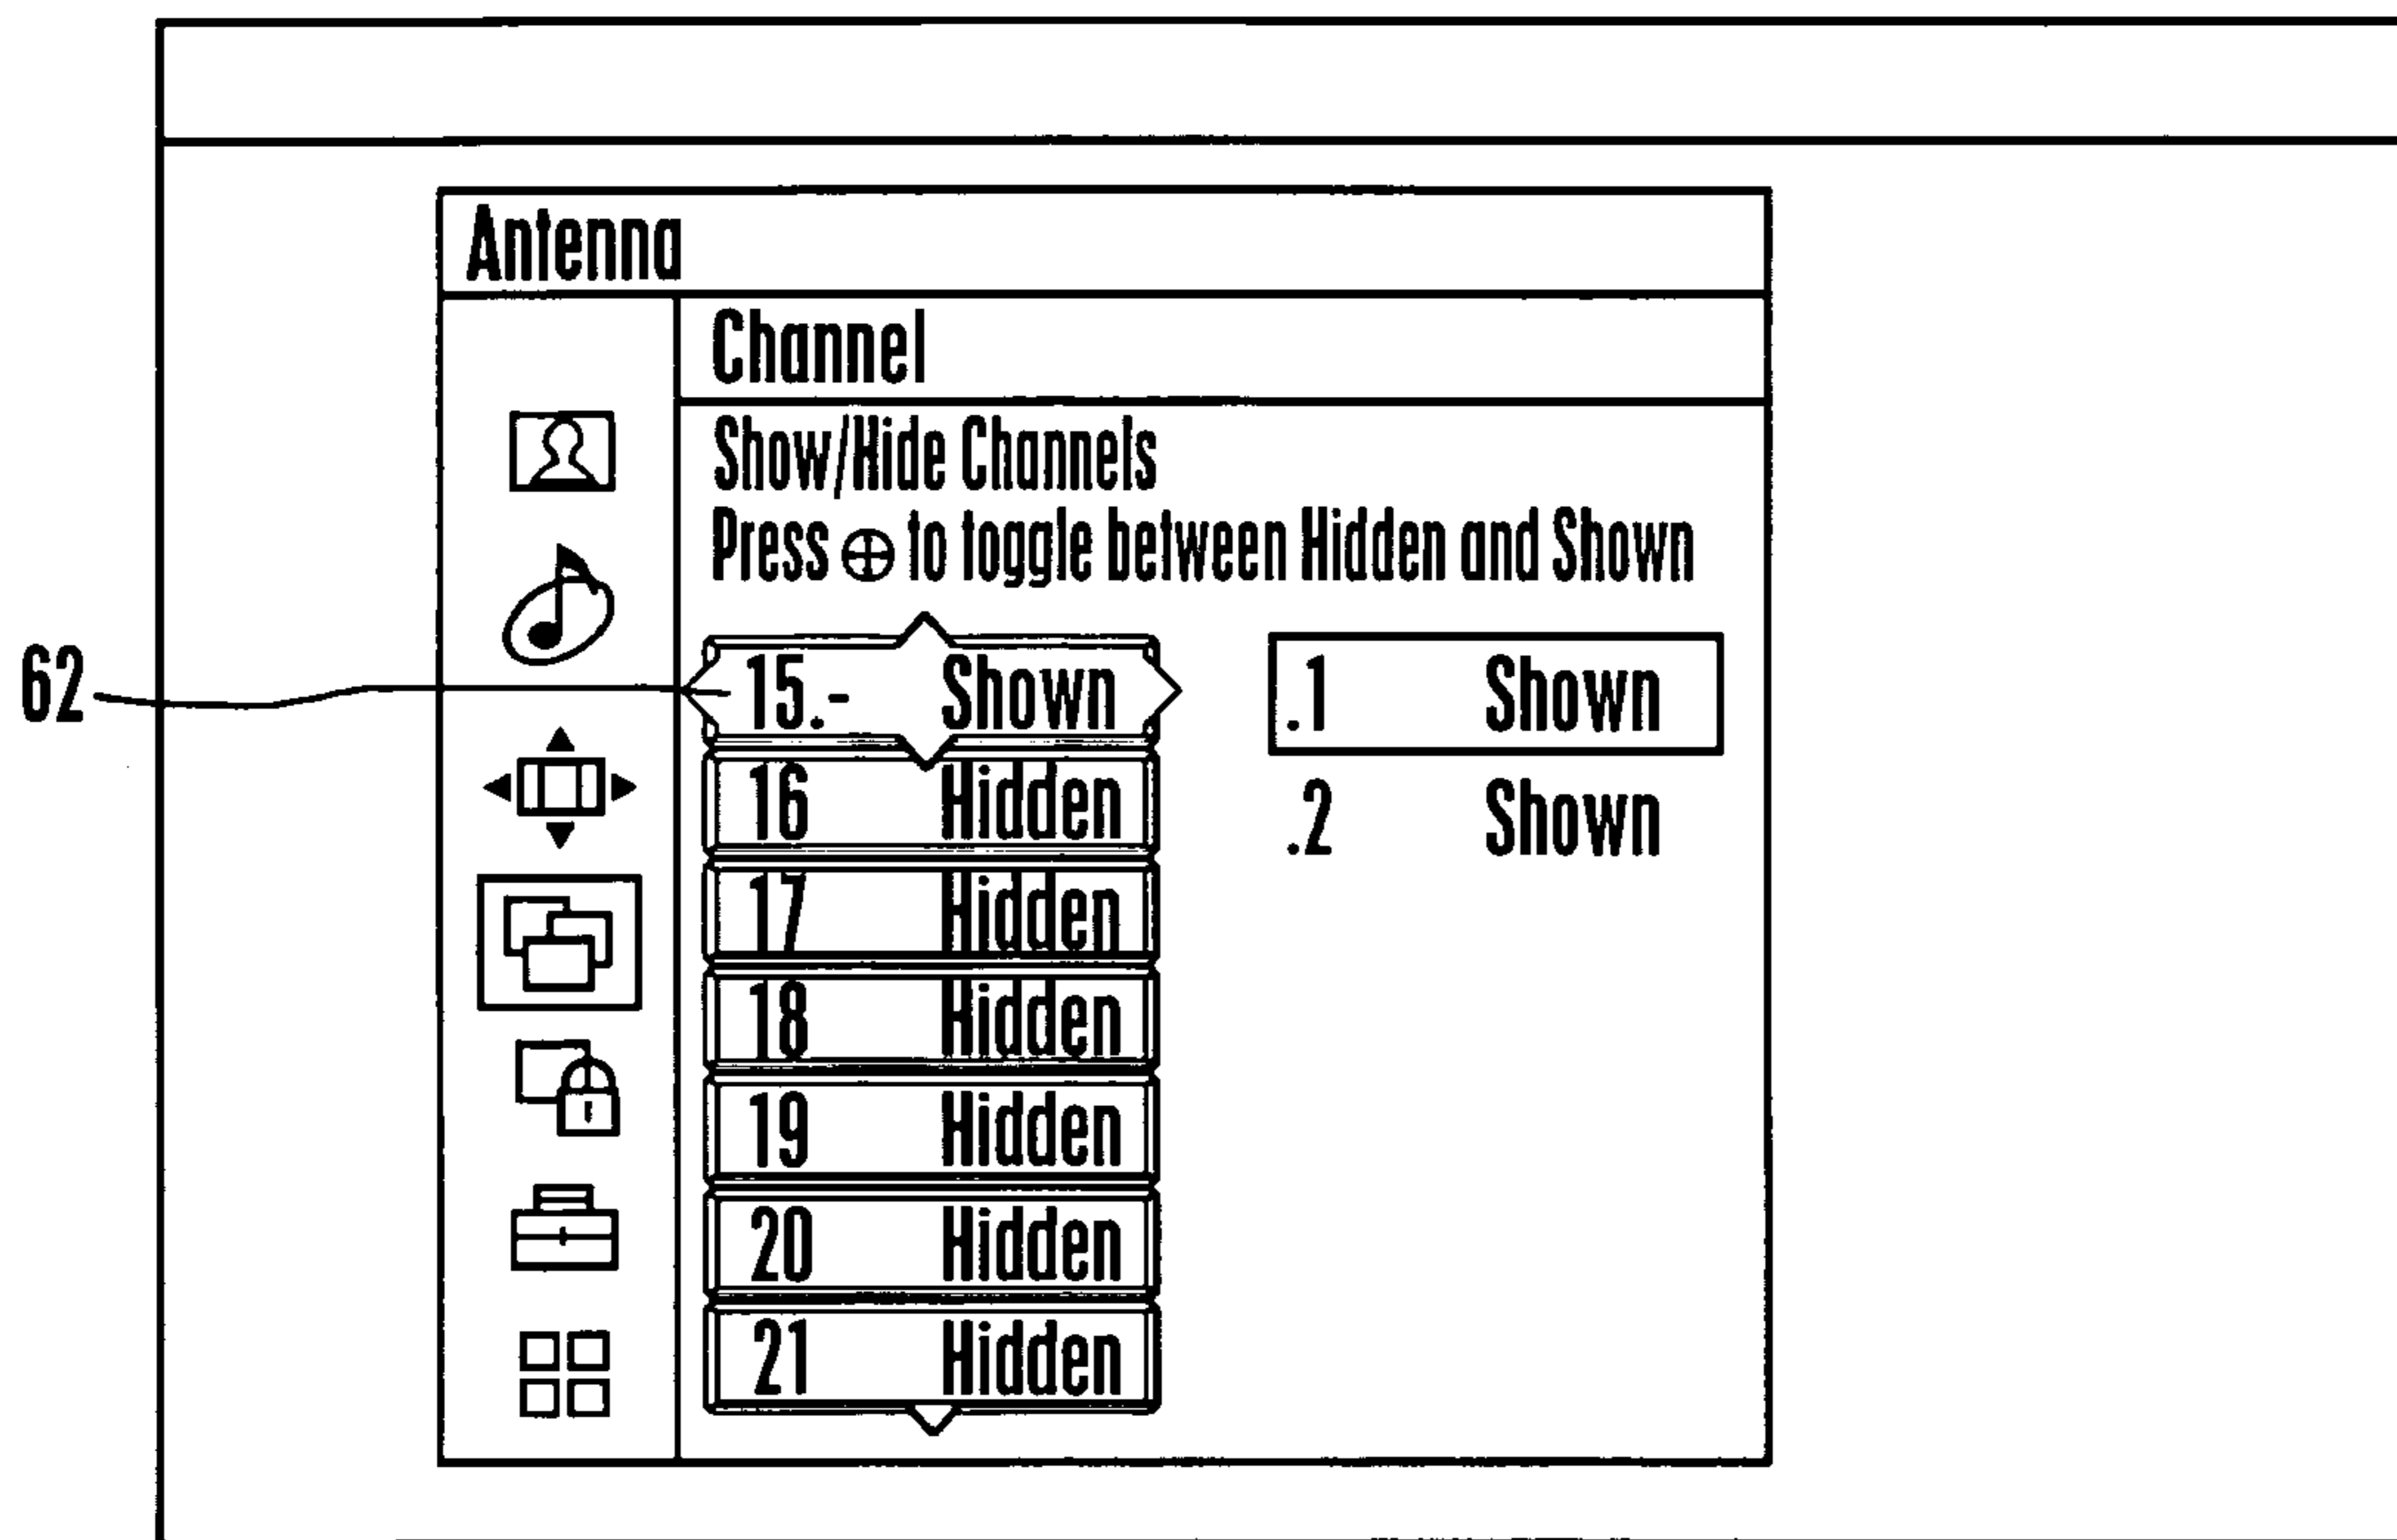 Antenna
Channel
Show/Hide Channels
Press ⊕ to toggle between Hidden and Shown
62
15.- Shown .1 Shown
16 Hidden .2 Shown
17 Hidden
18 Hidden
19 Hidden
20 Hidden
21 Hidden